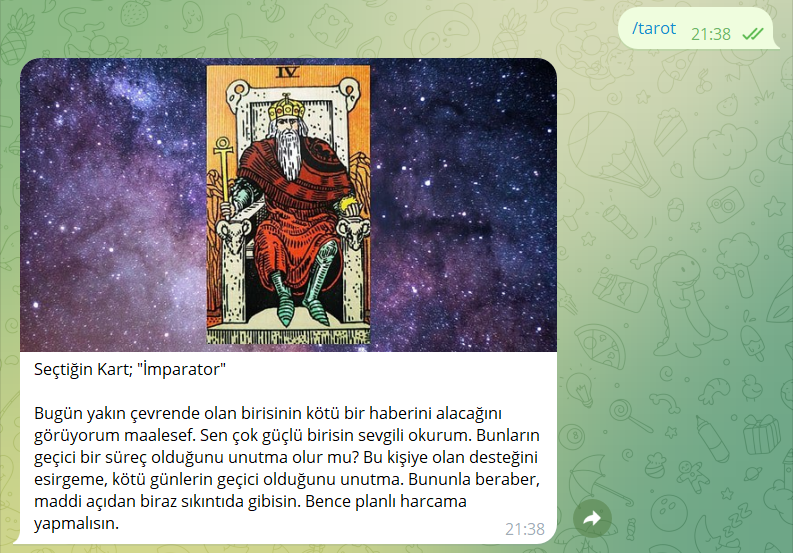 /tarot 21:38
IV
Seçtiğin Kart; "İmparator"
Bugün yakın çevrende olan birisinin kötü bir haberini alacağını
görüyorum maalesef. Sen çok güçlü birisin sevgili okurum. Bunların
geçici bir süreç olduğunu unutma olur mu? Bu kişiye olan desteğini
esirgeme, kötü günlerin geçici olduğunu unutma. Bununla beraber,
maddi açıdan biraz sıkıntıda gibisin. Bence planlı harcama
yapmalısın.
21:38